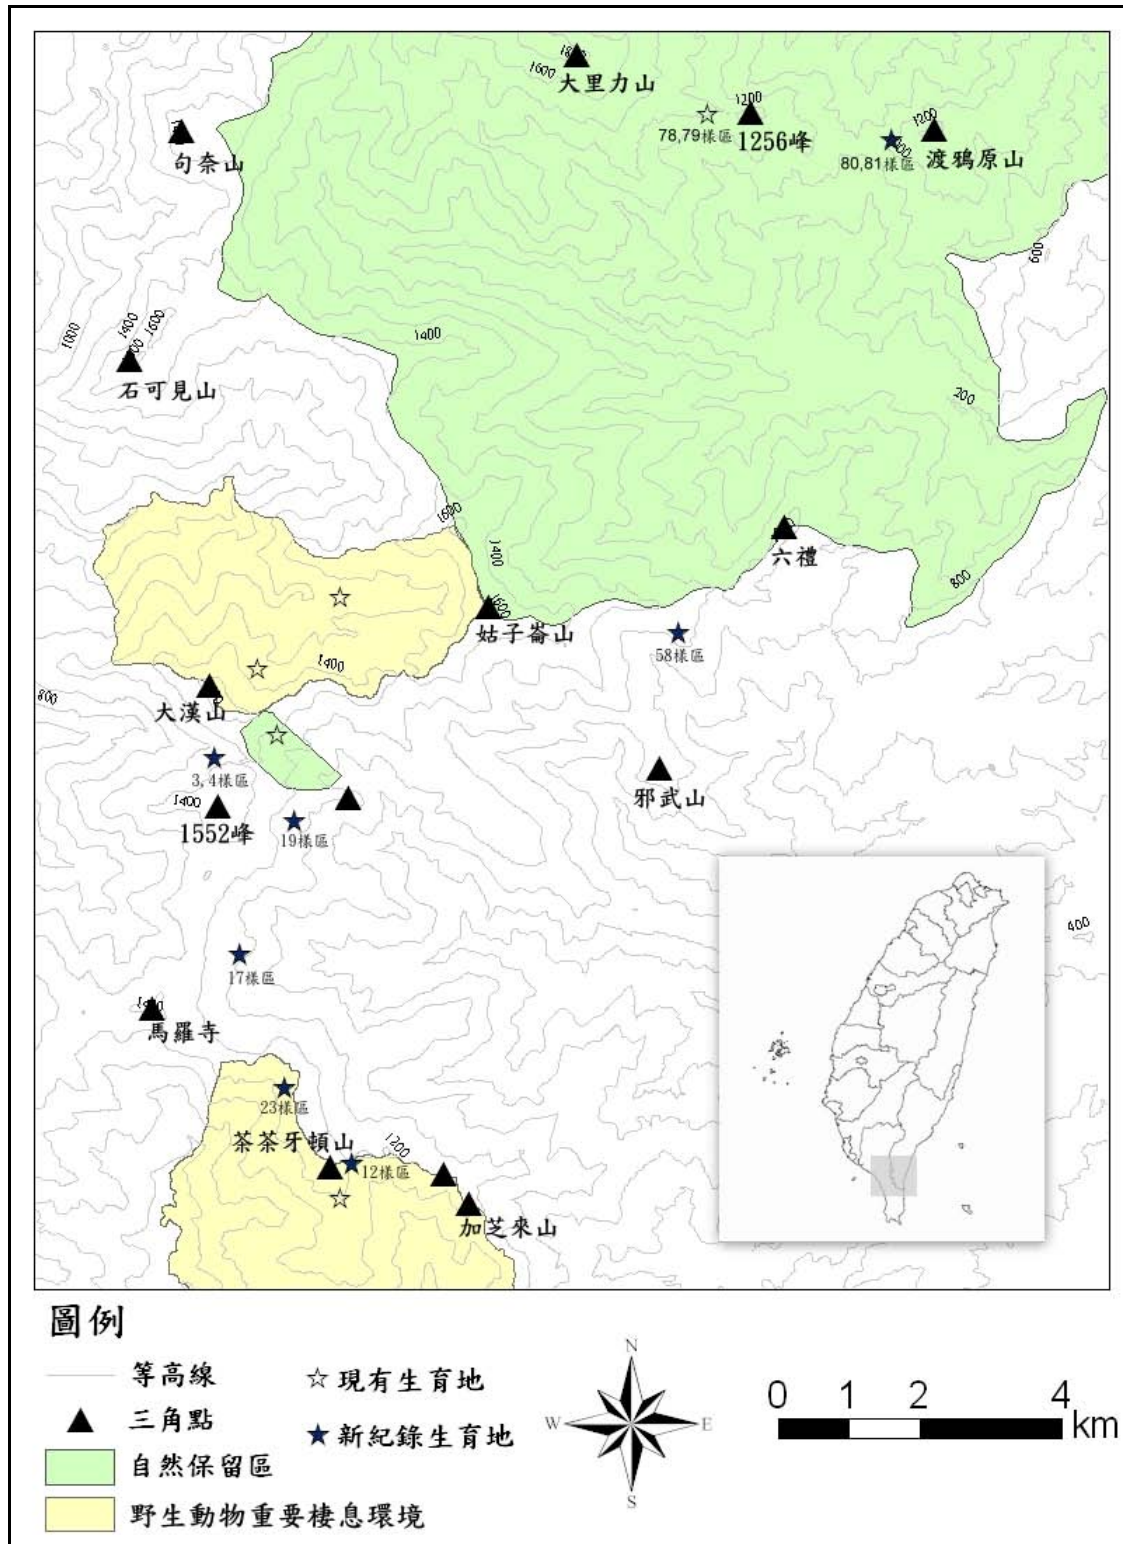 1600
大里力山
1200
1256峰
78,79樣區
1200
渡鴉原山
80,81樣區
句奈山
600
1000
1400
1600
石可見山
1400
200
1600
1400
1600
六禮
800
姑子崙山
58樣區
1400
800
大漢山
3,4樣區
1400
1552峰
19樣區
邪武山
400
17樣區
馬羅寺
23樣區
茶茶牙頓山
1200
12樣區
加芝來山
圖例
等高線
三角點
自然保留區
野生動物重要棲息環境
現有生育地
新紀錄生育地
N
W
E
S
0 1 2 4
km